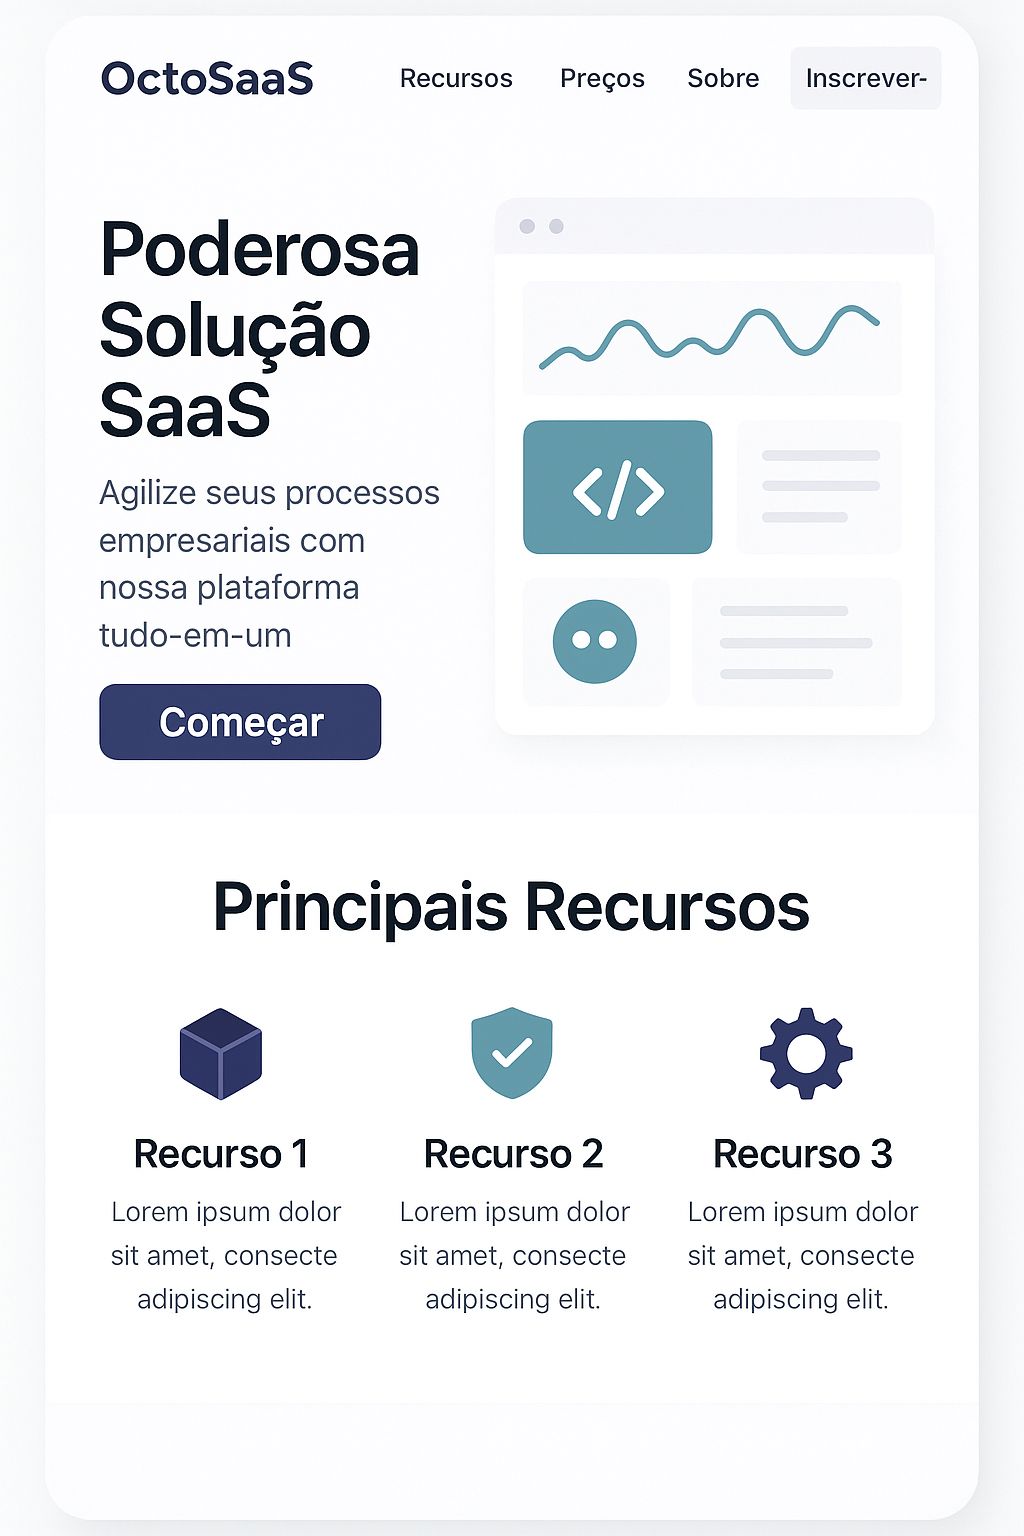 OctoSaaS
Recursos
Preços
Sobre
Inscrever-
Poderosa
Solução
SaaS
Agilize seus processos
empresariais com
nossa plataforma
tudo-em-um
Começar
</>
Principais Recursos
Recurso 1
Lorem ipsum dolor
sit amet, consecte
adipiscing elit.
Recurso 2
Lorem ipsum dolor
sit amet, consecte
adipiscing elit.
Recurso 3
Lorem ipsum dolor
sit amet, consecte
adipiscing elit.